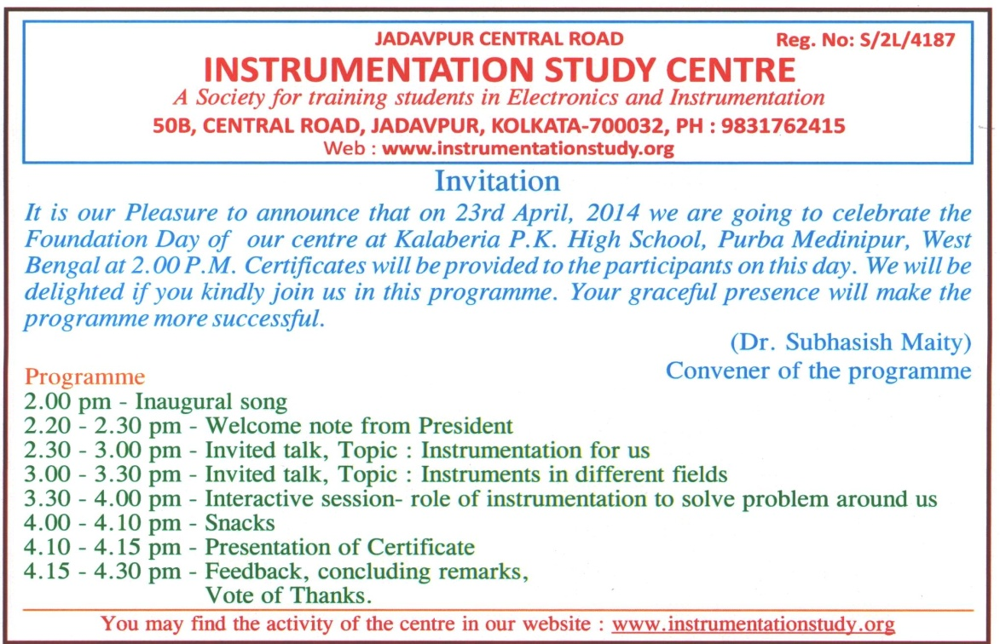 JADAVPUR CENTRAL ROAD Reg. No: S/2L/4187
INSTRUMENTATION STUDY CENTRE
A Society for training students in Electronics and Instrumentation
50B, CENTRAL ROAD, JADAVPUR, KOLKATA-700032, PH : 9831762415
Web : www.instrumentationstudy.org
Invitation
It is our Pleasure to announce that on 23rd April, 2014 we are going to celebrate the
Foundation Day of our centre at Kalaberia P.K. High School, Purba Medinipur, West
Bengal at 2.00 P.M. Certificates will be provided to the participants on this day. We will be
delighted if you kindly join us in this programme. Your graceful presence will make the
programme more successful.
(Dr. Subhasish Maity)
Convener of the programme
Programme
2.00 pm - Inaugural song
2.20 - 2.30 pm - Welcome note from President
2.30 - 3.00 pm - Invited talk, Topic : Instrumentation for us
3.00 - 3.30 pm - Invited talk, Topic : Instruments in different fields
3.30 - 4.00 pm - Interactive session- role of instrumentation to solve problem around us
4.00 - 4.10 pm - Snacks
4.10 - 4.15 pm - Presentation of Certificate
4.15 - 4.30 pm - Feedback, concluding remarks,
Vote of Thanks.
You may find the activity of the centre in our website : www.instrumentationstudy.org